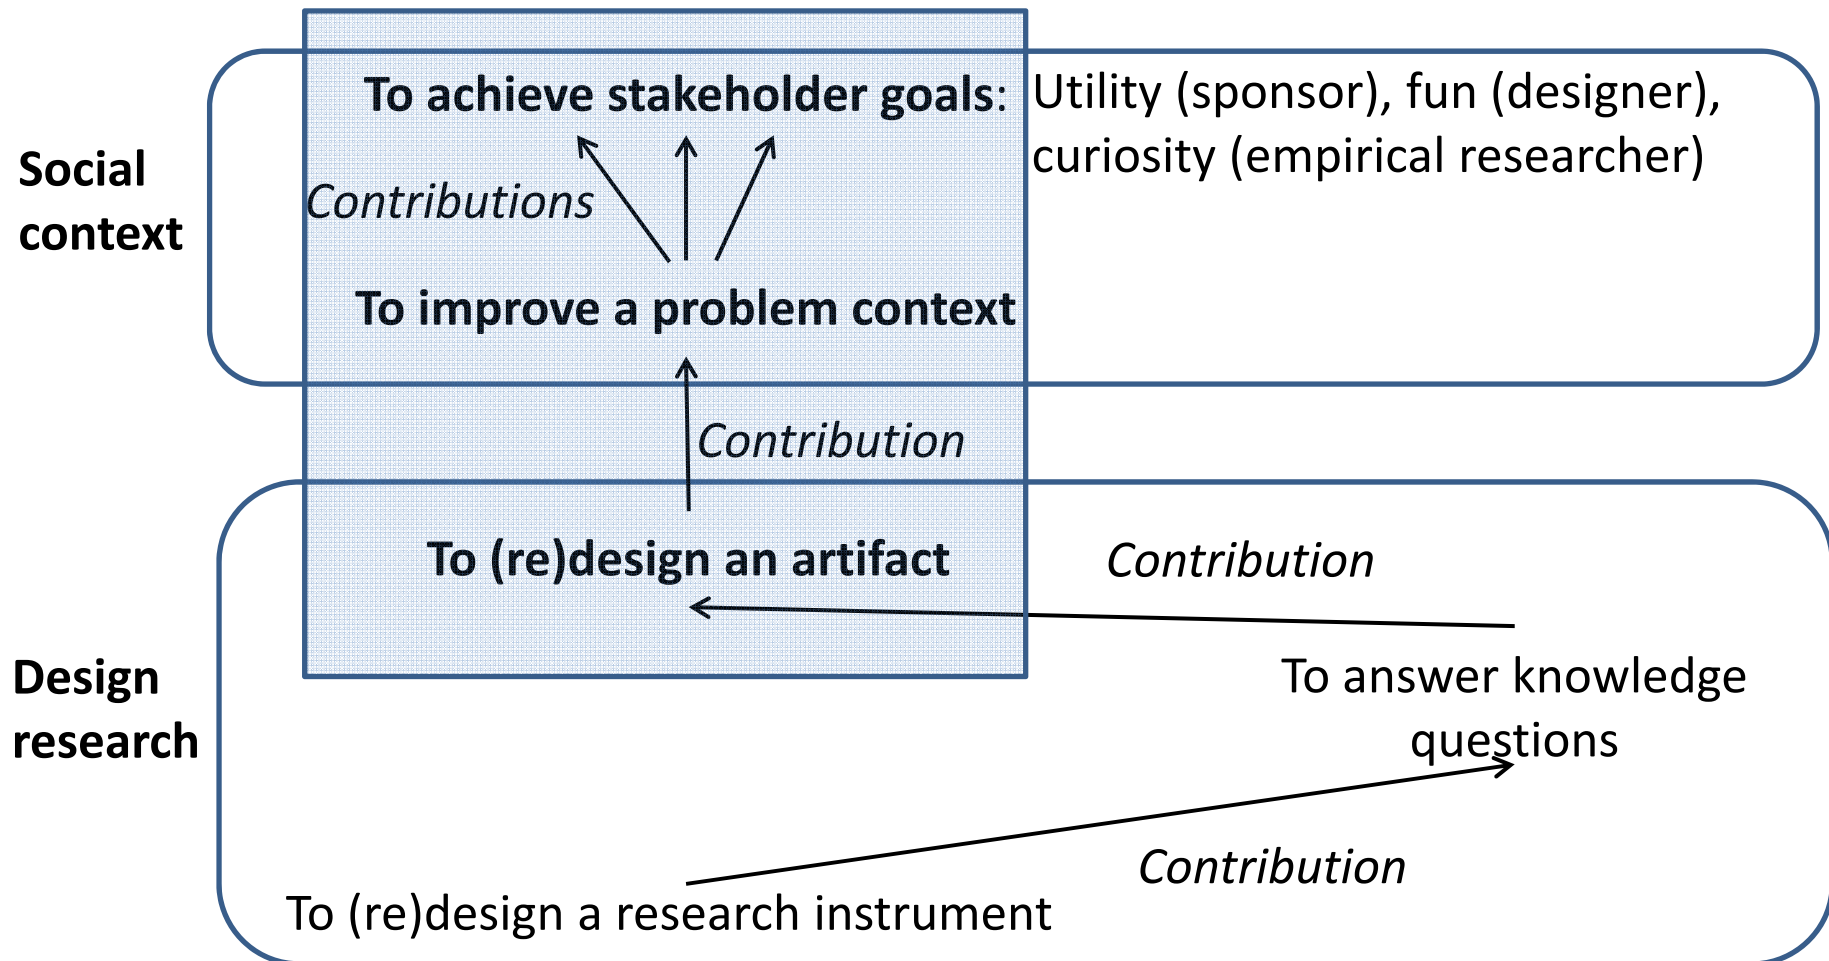 To achieve stakeholder goals: Utility (sponsor), fun (designer),
curiosity (empirical researcher)
Social
context
Contributions
To improve a problem context
Contribution
To (re)design an artifact
Contribution
Design
research
To answer knowledge
questions
Contribution
To (re)design a research instrument